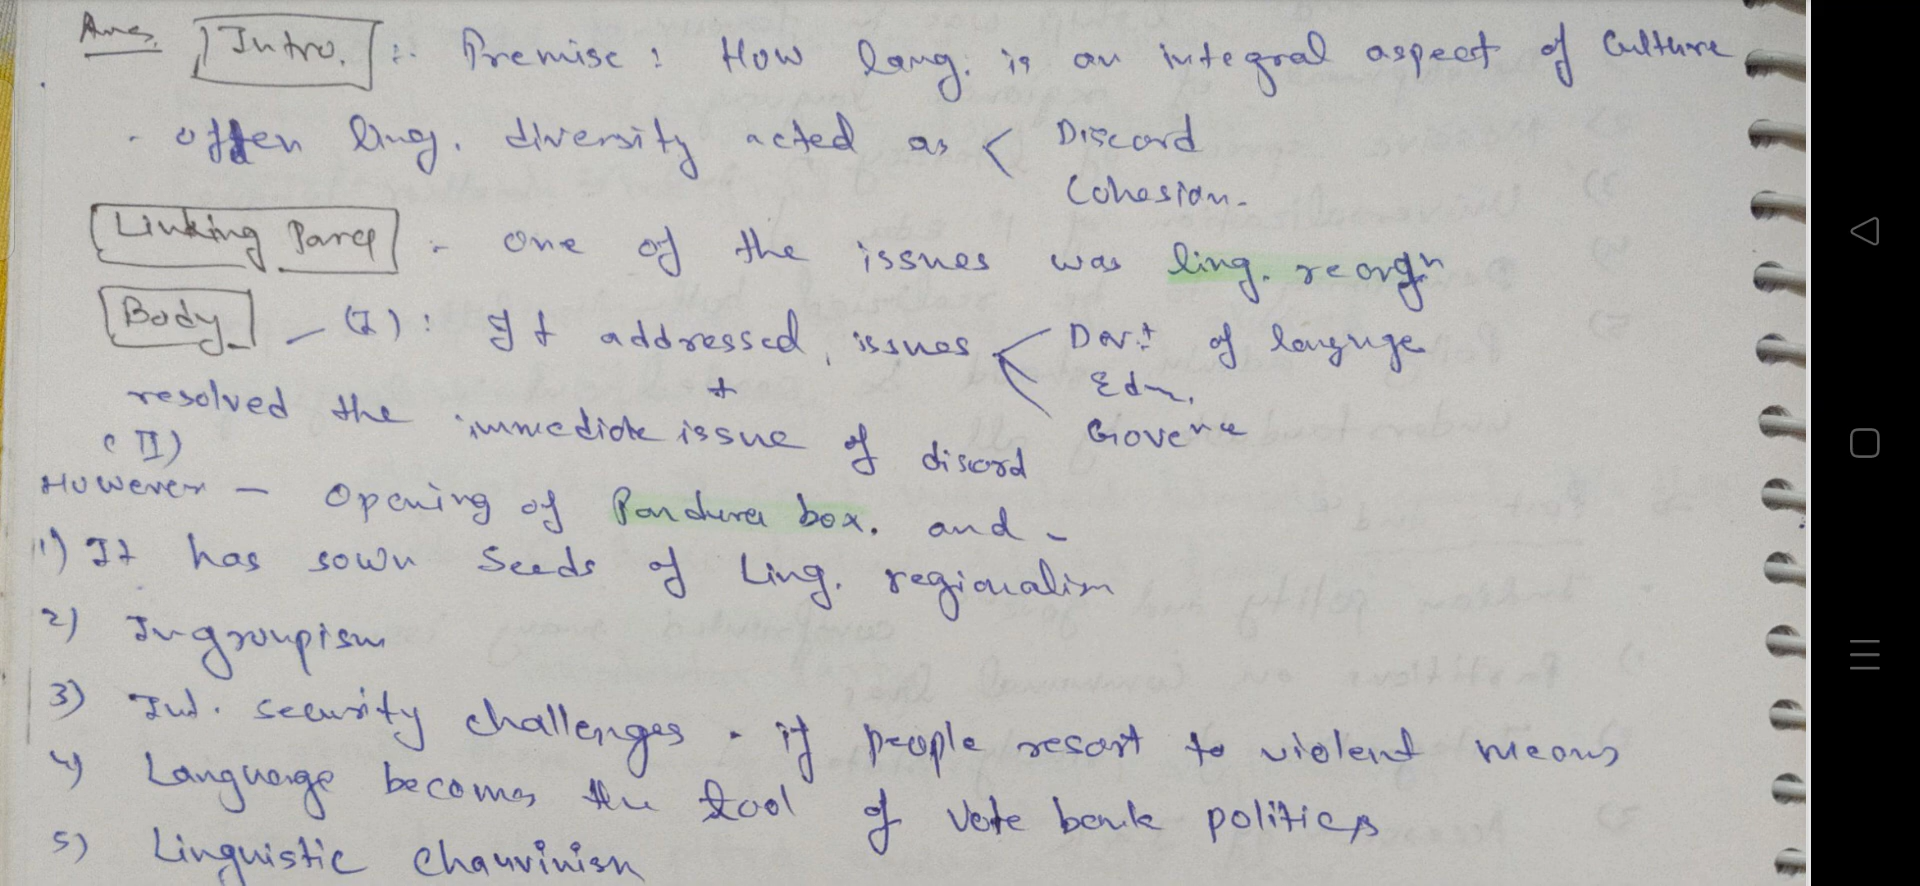 Ans. Intro. :- Premise : How lang. is an integral aspect of Culture
. often ling. diversity acted as < Discord
Cohesion.
Linking Para :- one of the issues was ling. reorgn
Body - (I) : It addressed issues < Dev.t of language
+ Edn.
resolved the immediate issue of discord Goverce
(II)
However - Opening of Pandura box. and -
1) It has sown seeds of Ling. regionalism
2) Ingroupism
3) Int. security challenges . if people resort to violent means
4) Language becomes the tool of vote bank politics
5) Linguistic Chauvinism